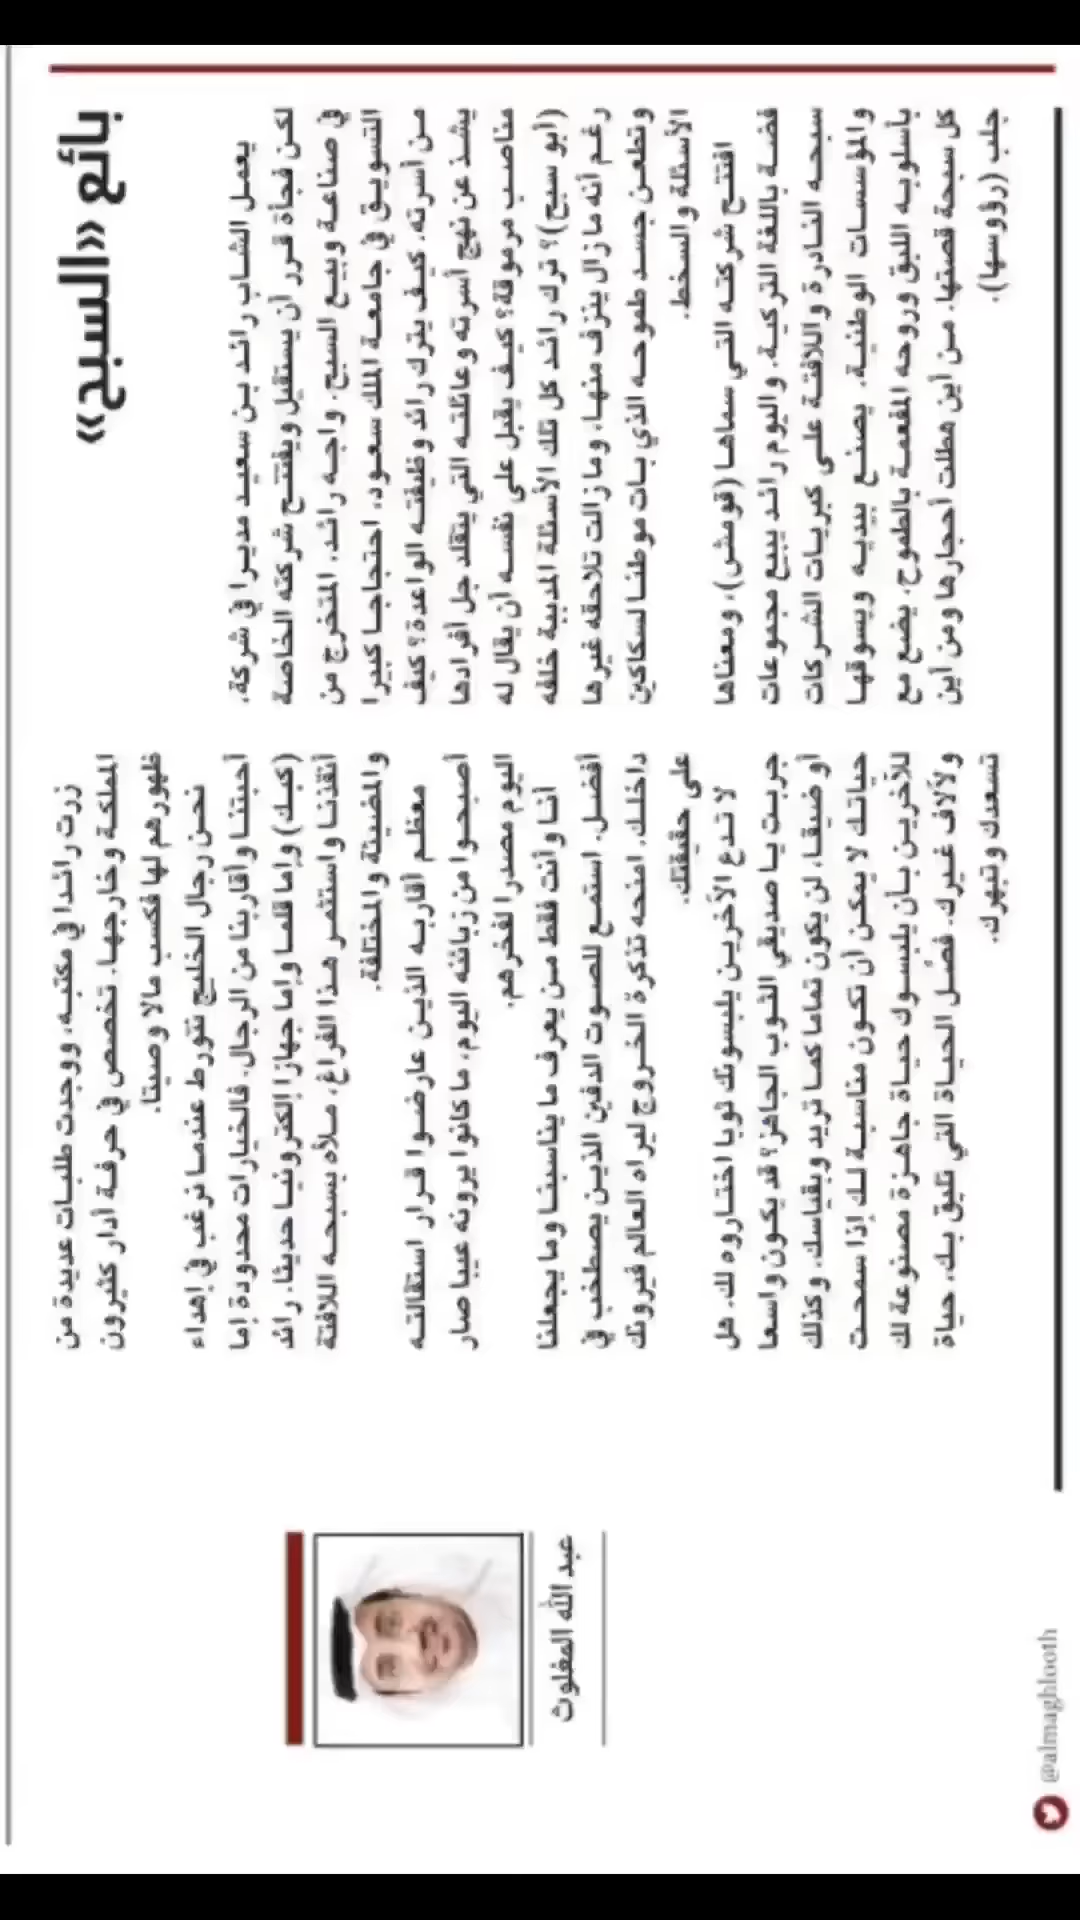 بائع «السبح»
يعمل الشاب رائد بن سعيد مديرا في شركة.
لكن فجأة قرر أن يستقيل ويفتتح شركته الخاصة
في صناعة وبيع السبح. واجه رائد، المتخرج من
التسويق في جامعة الملك سعود، احتجاجا كبيرا
من أسرته. كيف يترك رائد وظيفته الواعدة؟ كيف
يشذ عن نهج أسرته وعائلته التي يتقلد جل أفرادها
مناصب مرموقة؟ كيف يقبل على نفسه أن يقال له
(أبو سبح)؟ ترك رائد كل تلك الأسئلة المدببة خلفه
رغم أنه ما زال ينزف منها، وما زالت تلاحقه غيرها
وتطعن جسد طموحه الذي بات موطنا لسكاكين
الأسئلة والسخط.
افتتح شركته التي سماها (قومش)، ومعناها
فضة باللغة التركية. واليوم رائد يبيع مجموعات
سبحه النادرة واللافتة على كبريات الشركات
والمؤسسات الوطنية. يصنع بيديه ويسوقها
بأسلوبه اللبق وروحه المفعمة بالطموح. يضع مع
كل سبحة قصتها. من أين هطلت أحجارها ومن أين
جلب (رؤوسها).
زرت رائدا في مكتبه، ووجدت طلبات عديدة من
المملكة وخارجها. تخصص في حرفة أدار كثيرون
ظهورهم لها فكسب مالا وصيتا.
نحن رجال الخليج نتورط عندما نرغب في إهداء
أحبتنا وأقاربنا من الرجال. فالخيارات محدودة إما
(كبك) وإما قلما وإما جهازا إلكترونيا حديثا. رائد
أنقذنا واستثمر هذا الفراغ، ملأه بسبحه اللافتة
والمضيئة والمختلفة.
معظم أقاربه الذين عارضوا قرار استقالته
أصبحوا من زبائنه اليوم، ما كانوا يرونه عيبا صار
اليوم مصدرا لفخرهم.
أنا وأنت فقط من يعرف ما يناسبنا وما يجعلنا
أفضل. استمع للصوت الدفين الذي يصطخب في
داخلك. امنحه تذكرة الخروج ليراه العالم فيرونك
على حقيقتك.
لا تدع الآخرين يلبسونك ثوبا اختاروه لك. هل
جربت يا صديقي الثوب الجاهز؟ قد يكون واسعا
أو ضيقا، لن يكون تماما كما تريد وبقياسك. وكذلك
حياتك لا يمكن أن تكون مناسبة لك إذا سمحت
للآخرين بأن يلبسوك حياة جاهزة مصنوعة لك
ولآلاف غيرك. فصّل الحياة التي تليق بك، حياة
تسعدك وتبهرك.
عبد الله المغلوث
@almaghlooth